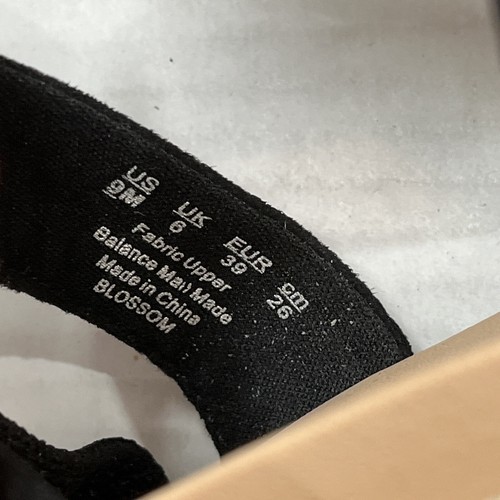 US UK EUR cm
9M 6 39 26
Fabric Upper
Balance Man Made
Made in China
BLOSSOM